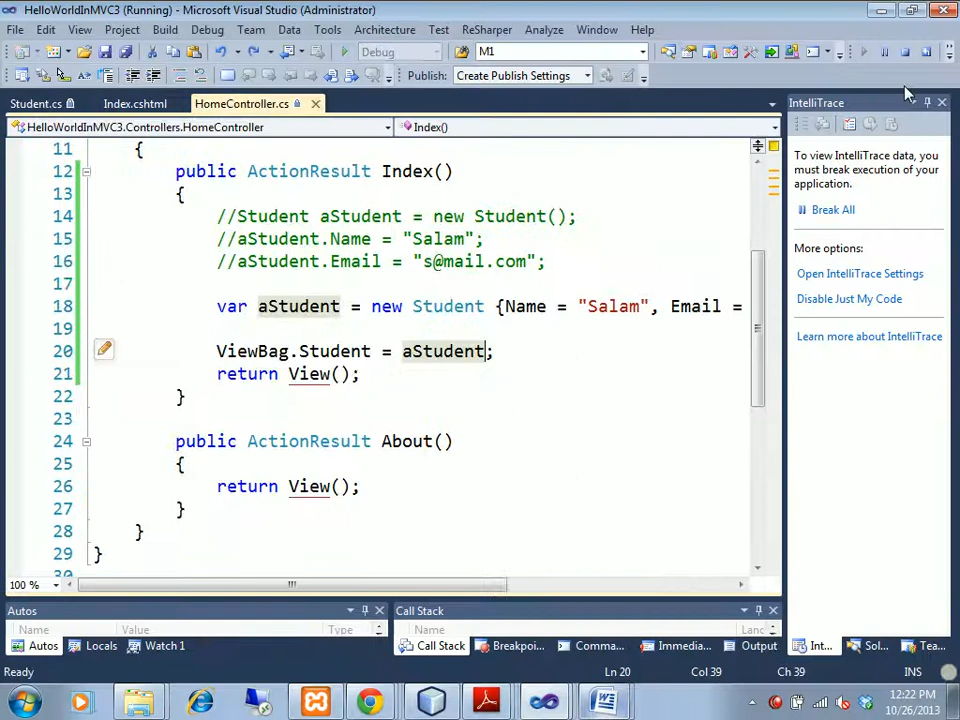 HelloWorldInMVC3 (Running) - Microsoft Visual Studio (Administrator)
File Edit View Project Build Debug Team Data Tools Architecture Test ReSharper Analyze Window Help
Debug M1
Publish: Create Publish Settings
Student.cs Index.cshtml HomeController.cs
HelloWorldInMVC3.Controllers.HomeController Index()
11 {
12 public ActionResult Index()
13 {
14 //Student aStudent = new Student();
15 //aStudent.Name = "Salam";
16 //aStudent.Email = "s@mail.com";
17
18 var aStudent = new Student {Name = "Salam", Email =
19
20 ViewBag.Student = aStudent;
21 return View();
22 }
23
24 public ActionResult About()
25 {
26 return View();
27 }
28 }
29 }
30
100 %
IntelliTrace
To view IntelliTrace data, you must break execution of your application.
Break All
More options:
Open IntelliTrace Settings
Disable Just My Code
Learn more about IntelliTrace
Autos
Name Value Type
Autos Locals Watch 1
Call Stack
Name Lang
Call Stack Breakpoi... Comma... Immedia... Output
Int... Sol... Tea...
Ready Ln 20 Col 39 Ch 39 INS
12:22 PM
10/26/2013